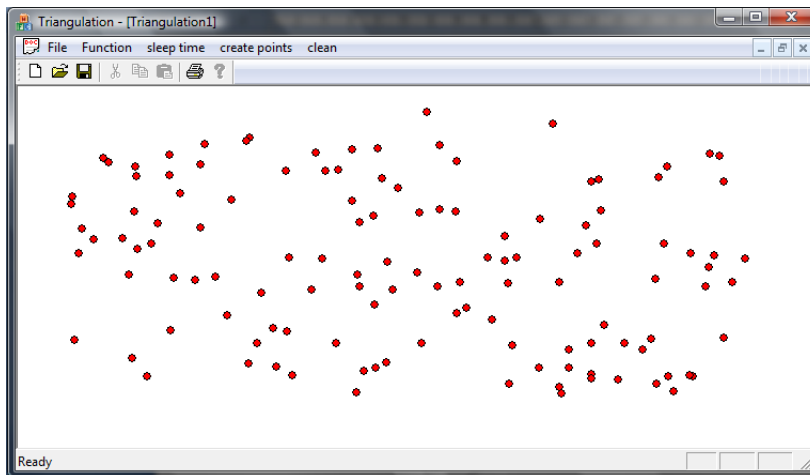 Triangulation - [Triangulation1]
File Function sleep time create points clean
Ready